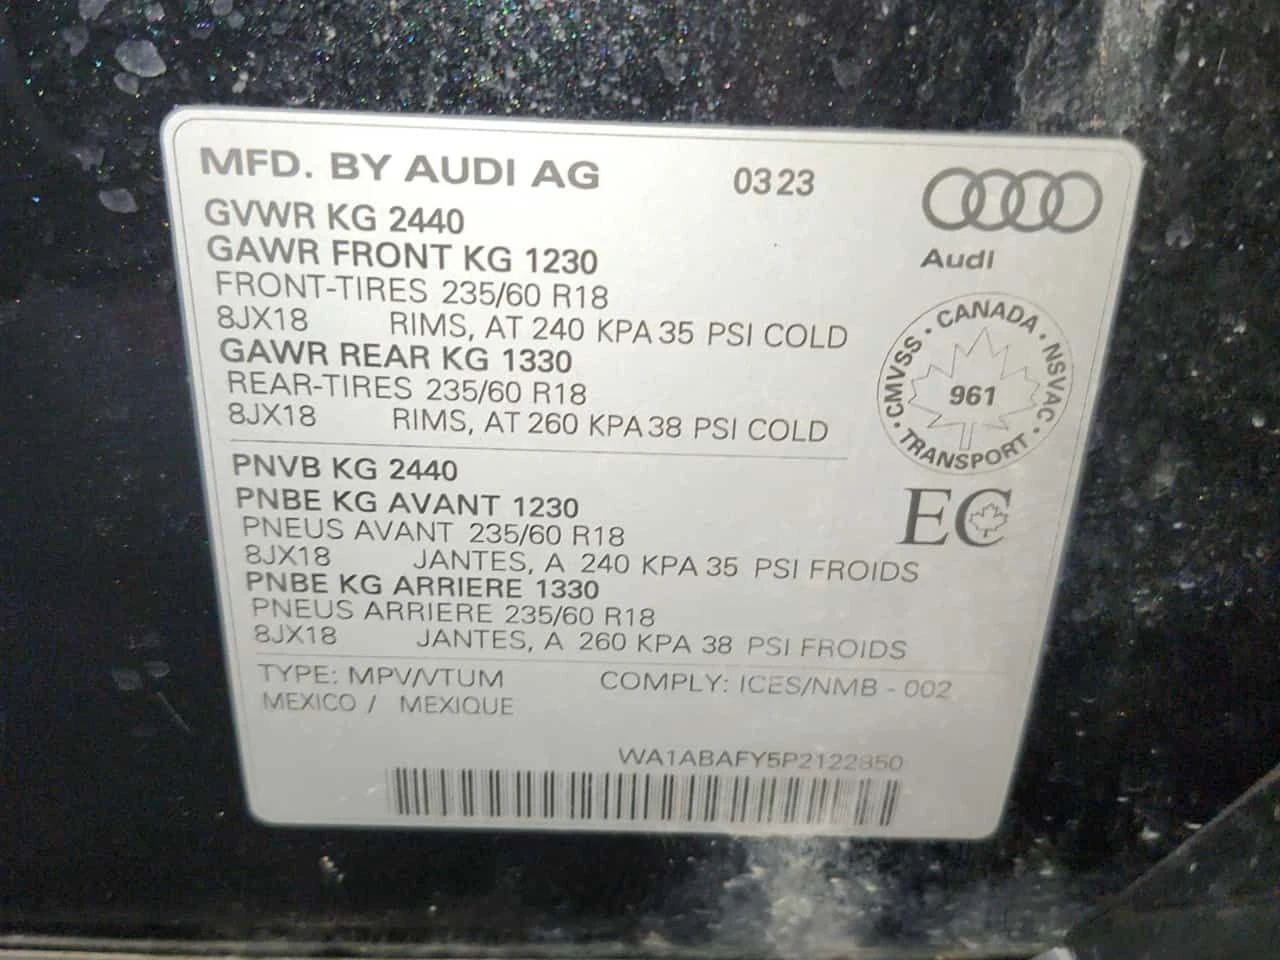 MFD. BY AUDI AG 0323
GVWR KG 2440
GAWR FRONT KG 1230
FRONT-TIRES 235/60 R18
8JX18 RIMS, AT 240 KPA 35 PSI COLD
GAWR REAR KG 1330
REAR-TIRES 235/60 R18
8JX18 RIMS, AT 260 KPA 38 PSI COLD
Audi
CANADA · NSVAC · TRANSPORT · CMVSS ·
961
EC
PNVB KG 2440
PNBE KG AVANT 1230
PNEUS AVANT 235/60 R18
8JX18 JANTES, A 240 KPA 35 PSI FROIDS
PNBE KG ARRIERE 1330
PNEUS ARRIERE 235/60 R18
8JX18 JANTES, A 260 KPA 38 PSI FROIDS
TYPE: MPV/VTUM COMPLY: ICES/NMB - 002
MEXICO / MEXIQUE
WA1ABAFY5P2122850